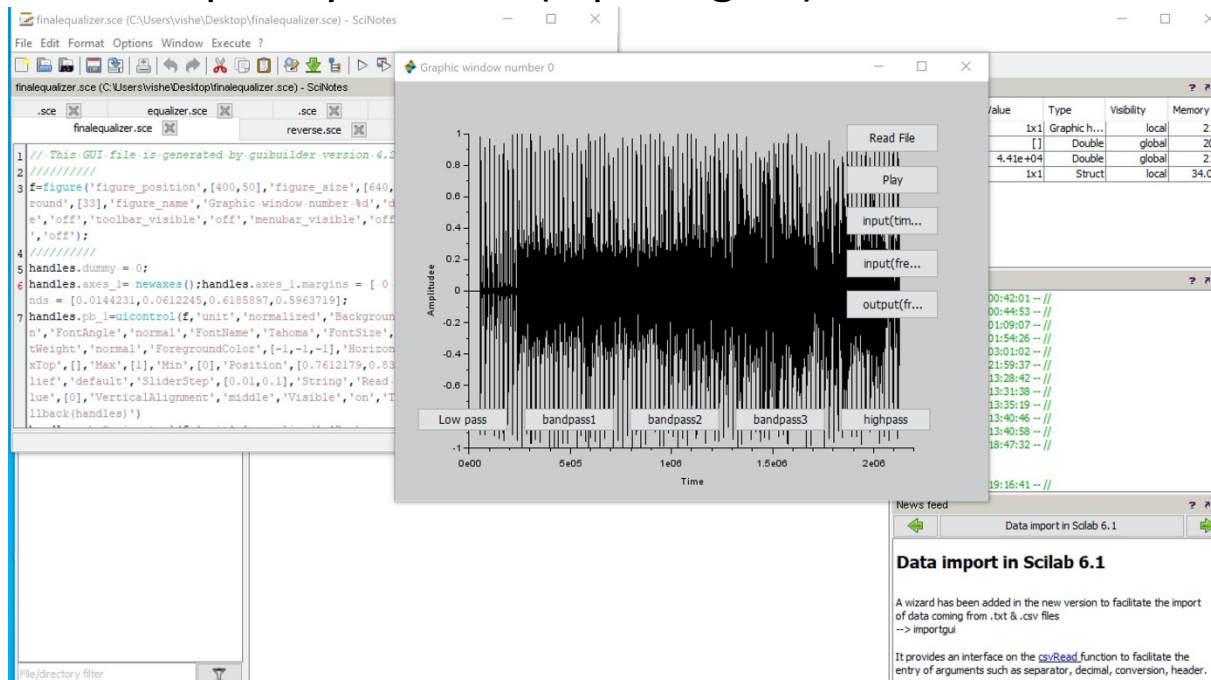 finalequalizer.sce (C:\Users\vishe\Desktop\finalequalizer.sce) - SciNotes
File Edit Format Options Window Execute ?
finalequalizer.sce (C:\Users\vishe\Desktop\finalequalizer.sce) - SciNotes
.sce equalizer.sce .sce
finalequalizer.sce reverse.sce
1 // This GUI file is generated by guibuilder version 4.2
2 //////////
3 f=figure('figure_position',[400,50],'figure_size',[640,
round',[33],'figure_name','Graphic window number %d','d
e','off','toolbar_visible','off','menubar_visible','off
','off');
4 //////////
5 handles.dummy = 0;
6 handles.axes_1= newaxes();handles.axes_1.margins = [ 0
nds = [0.0144231,0.0612245,0.6185897,0.5963719];
7 handles.pb_1=uicontrol(f,'unit','normalized','Backgroun
n','FontAngle','normal','FontName','Tahoma','FontSize',
tWeight','normal','ForegroundColor',[-1,-1,-1],'Horizon
xTop',[],'Max',[1],'Min',[0],'Position',[0.7612179,0.83
lief','default','SliderStep',[0.01,0.1],'String','Read
lue',[0],'VerticalAlignment','middle','Visible','on','T
llback(handles)')
Graphic window number 0
Read File
Play
input(tim...
input(fre...
output(fr...
1
0.8
0.6
0.4
0.2
0
-0.2
-0.4
-0.6
-1
Amplitudee
Low pass bandpass1 bandpass2 bandpass3 highpass
0e00 5e05 1e06 1.5e06 2e06
Time
Value Type Visibility Memory
1x1 Graphic h... local
[] Double global
4.41e+04 Double global
1x1 Struct local 34.0
00:42:01 -- //
00:44:53 -- //
01:09:07 -- //
01:54:26 -- //
03:01:02 -- //
21:59:37 -- //
13:28:42 -- //
13:31:38 -- //
13:35:19 -- //
13:40:46 -- //
13:40:58 -- //
18:47:32 -- //
19:16:41 -- //
News feed
Data import in Scilab 6.1
Data import in Scilab 6.1
A wizard has been added in the new version to facilitate the import
of data coming from .txt & .csv files
--> importgui
It provides an interface on the csvRead function to facilitate the
entry of arguments such as separator, decimal, conversion, header.
File/directory filter